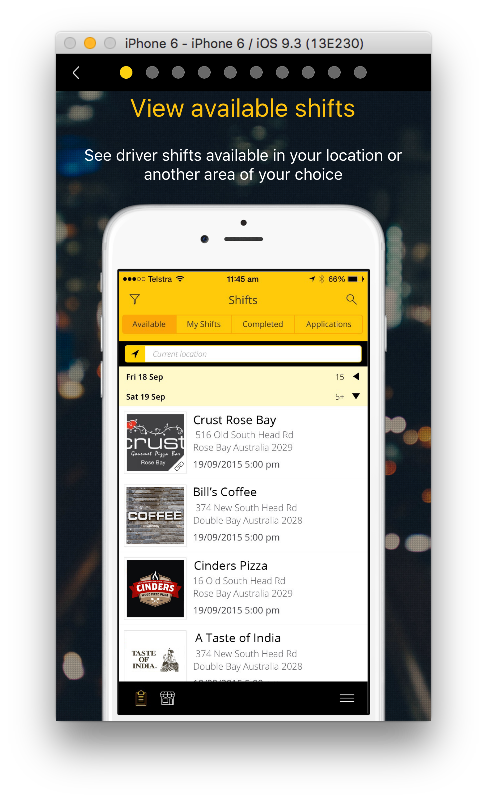 iPhone 6 - iPhone 6 / iOS 9.3 (13E230)
View available shifts
See driver shifts available in your location or
another area of your choice
Telstra 11:45 am 66%
Shifts
Available My Shifts Completed Applications
Current location
Fri 18 Sep 15
Sat 19 Sep 5+
crust
Gourmet Pizza Bar
Rose Bay
Crust Rose Bay
516 Old South Head Rd
Rose Bay Australia 2029
19/09/2015 5:00 pm
COFFEE
Bill's Coffee
374 New South Head Rd
Double Bay Australia 2028
19/09/2015 5:00 pm
CINDERS
Cinders Pizza
16 Old South Head Rd
Rose Bay Australia 2029
19/09/2015 5:00 pm
TASTE
OF
INDIA.
A Taste of India
374 New South Head Rd
Double Bay Australia 2028